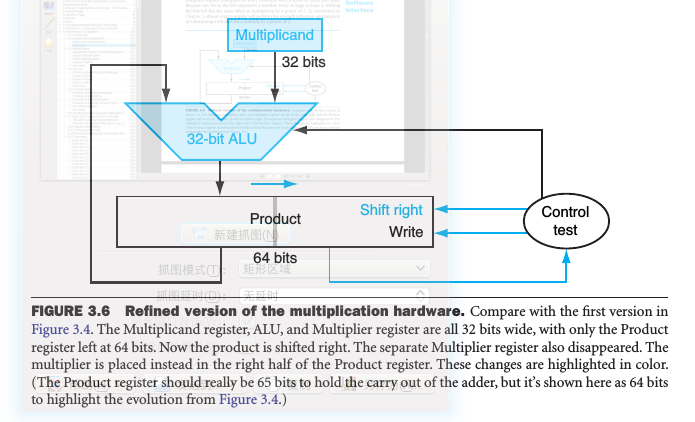 Software
Interface
Multiplicand
32 bits
32-bit ALU
Product
Shift right
Write
Control
test
64 bits
新建抓图(N)
抓图模式(T):
矩形区域
抓图延时(D):
无延时
FIGURE 3.6 Refined version of the multiplication hardware. Compare with the first version in
Figure 3.4. The Multiplicand register, ALU, and Multiplier register are all 32 bits wide, with only the Product
register left at 64 bits. Now the product is shifted right. The separate Multiplier register also disappeared. The
multiplier is placed instead in the right half of the Product register. These changes are highlighted in color.
(The Product register should really be 65 bits to hold the carry out of the adder, but it's shown here as 64 bits
to highlight the evolution from Figure 3.4.)